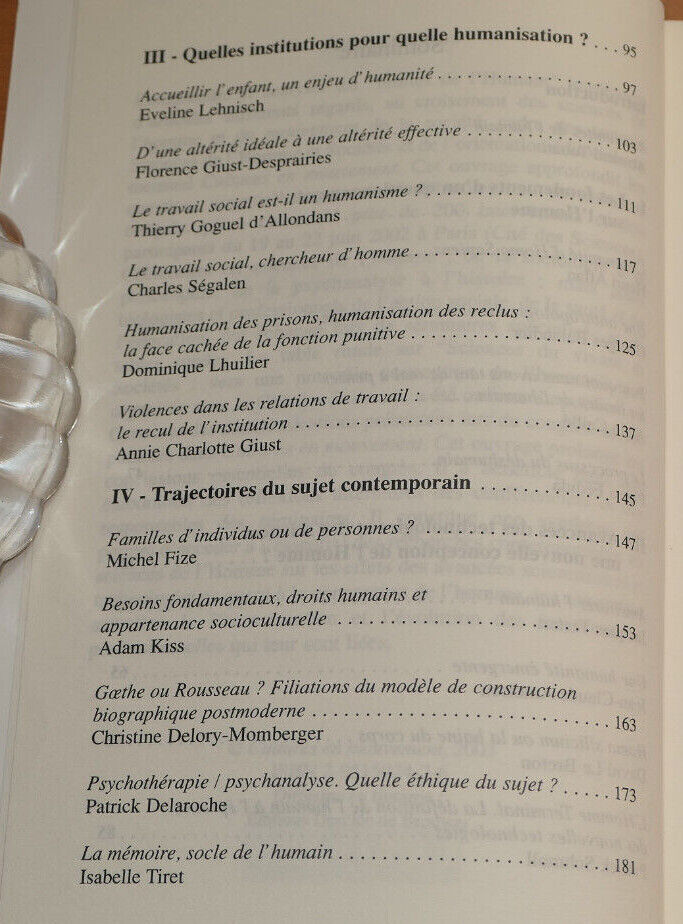 III - Quelles institutions pour quelle humanisation ? . . . 95
Accueillir l'enfant, un enjeu d'humanité . . . . . . . . . . . . . . . . . . . . . . 97
Eveline Lehnisch
D'une altérité idéale à une altérité effective . . . . . . . . . . . . . . . . . . . 103
Florence Giust-Desprairies
Le travail social est-il un humanisme ? . . . . . . . . . . . . . . . . . . . . . . . 111
Thierry Goguel d'Allondans
Le travail social, chercheur d'homme . . . . . . . . . . . . . . . . . . . . . . . . 117
Charles Ségalen
Humanisation des prisons, humanisation des reclus :
la face cachée de la fonction punitive . . . . . . . . . . . . . . . . . . . . . . . . 125
Dominique Lhuilier
Violences dans les relations de travail :
le recul de l'institution . . . . . . . . . . . . . . . . . . . . . . . . . . . . . . . . . . . 137
Annie Charlotte Giust
IV - Trajectoires du sujet contemporain . . . . . . . . . . . . . . . 145
Familles d'individus ou de personnes ? . . . . . . . . . . . . . . . . . . . . . . . 147
Michel Fize
Besoins fondamentaux, droits humains et
appartenance socioculturelle . . . . . . . . . . . . . . . . . . . . . . . . . . . . . . . 153
Adam Kiss
Gœthe ou Rousseau ? Filiations du modèle de construction
biographique postmoderne . . . . . . . . . . . . . . . . . . . . . . . . . . . . . . . . . 163
Christine Delory-Momberger
Psychothérapie / psychanalyse. Quelle éthique du sujet ? . . . . . 173
Patrick Delaroche
La mémoire, socle de l'humain . . . . . . . . . . . . . . . . . . . . . . . . . . . . . 181
Isabelle Tiret